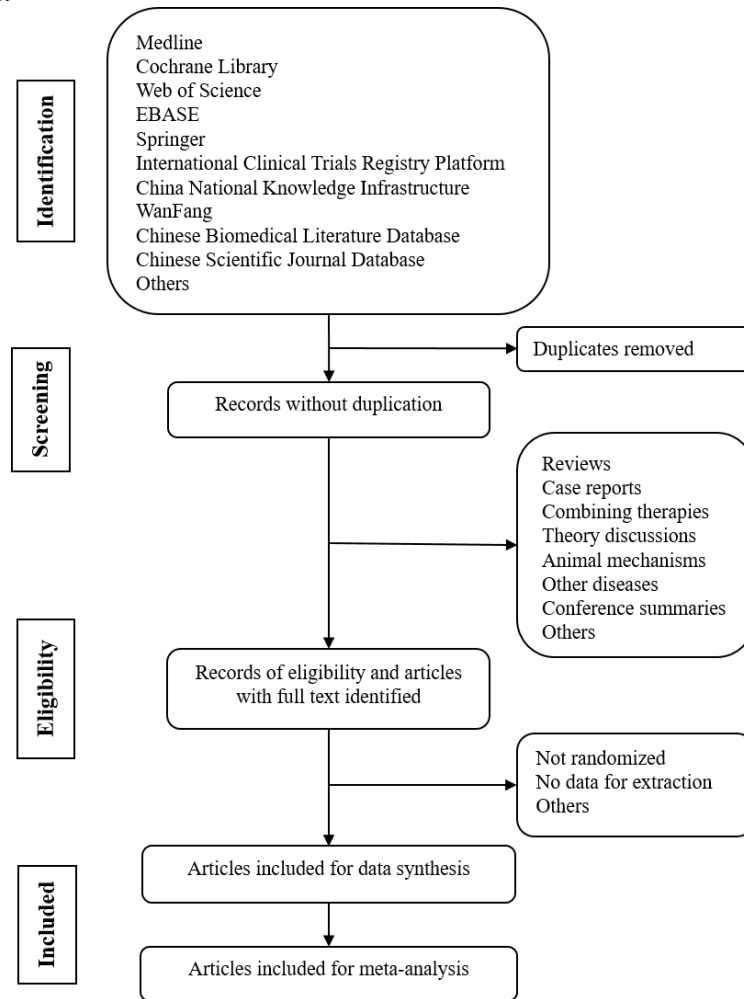 Identification
Medline
Cochrane Library
Web of Science
EBASE
Springer
International Clinical Trials Registry Platform
China National Knowledge Infrastructure
WanFang
Chinese Biomedical Literature Database
Chinese Scientific Journal Database
Others
Duplicates removed
Screening
Records without duplication
Reviews
Case reports
Combining therapies
Theory discussions
Animal mechanisms
Other diseases
Conference summaries
Others
Eligibility
Records of eligibility and articles
with full text identified
Not randomized
No data for extraction
Others
Included
Articles included for data synthesis
Articles included for meta-analysis